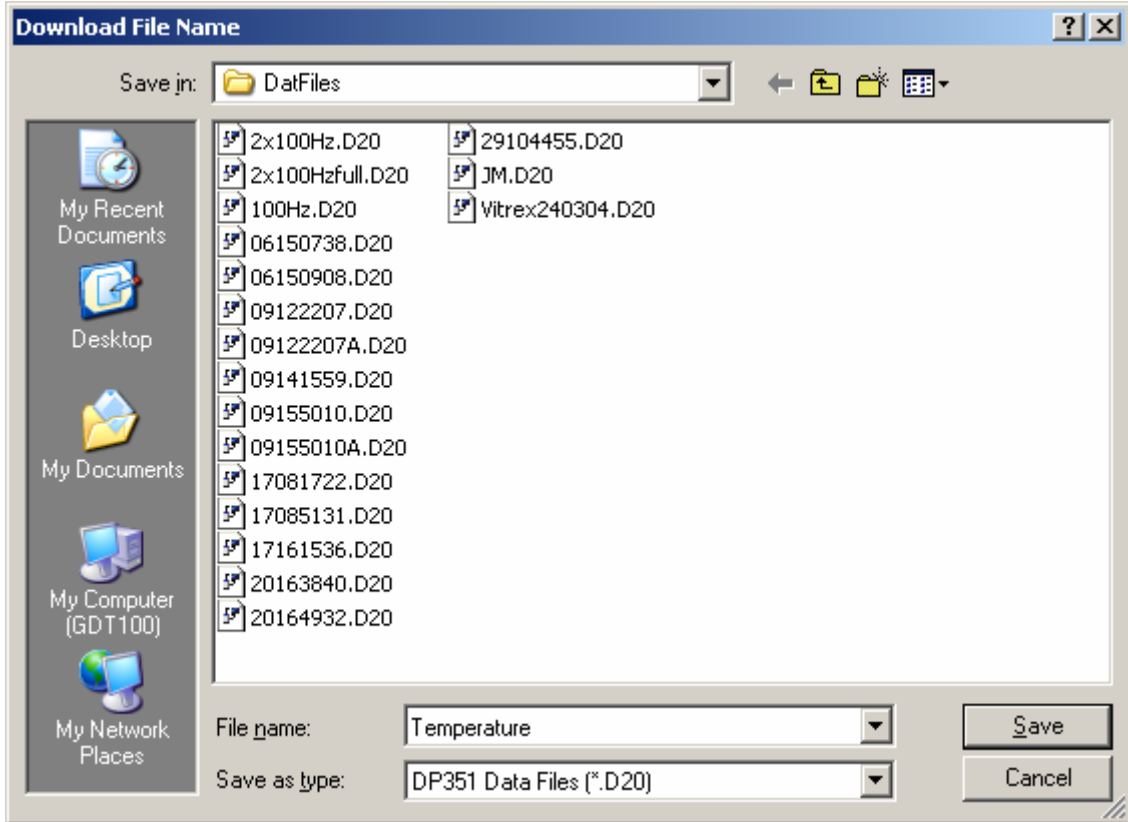 Download File Name
Save in: DatFiles
My Recent
Documents
Desktop
My Documents
My Computer
(GDT100)
My Network
Places
2x100Hz.D20
2x100Hzfull.D20
100Hz.D20
06150738.D20
06150908.D20
09122207.D20
09122207A.D20
09141559.D20
09155010.D20
09155010A.D20
17081722.D20
17085131.D20
17161536.D20
20163840.D20
20164932.D20
29104455.D20
JM.D20
Vitrex240304.D20
File name: Temperature Save
Save as type: DP351 Data Files (*.D20) Cancel